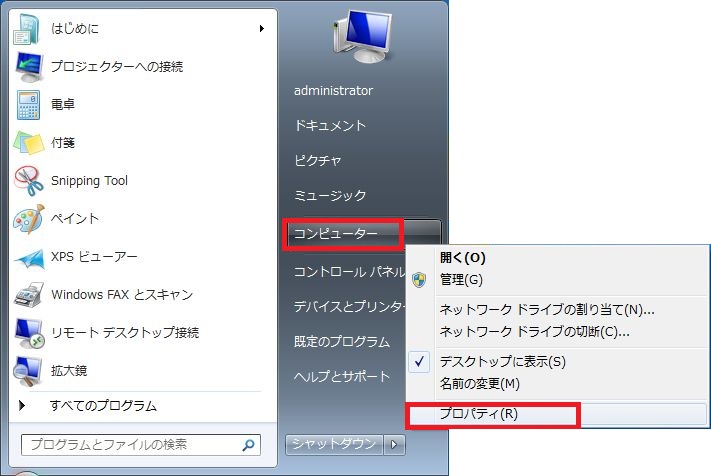 はじめに
プロジェクターへの接続
電卓
付箋
Snipping Tool
ペイント
XPS ビューアー
Windows FAX とスキャン
リモート デスクトップ接続
拡大鏡
すべてのプログラム
プログラムとファイルの検索
administrator
ドキュメント
ピクチャ
ミュージック
コンピューター
コントロール パネル
デバイスとプリンター
既定のプログラム
ヘルプとサポート
シャットダウン
開く(O)
管理(G)
ネットワーク ドライブの割り当て(N)...
ネットワーク ドライブの切断(C)...
デスクトップに表示(S)
名前の変更(M)
プロパティ(R)